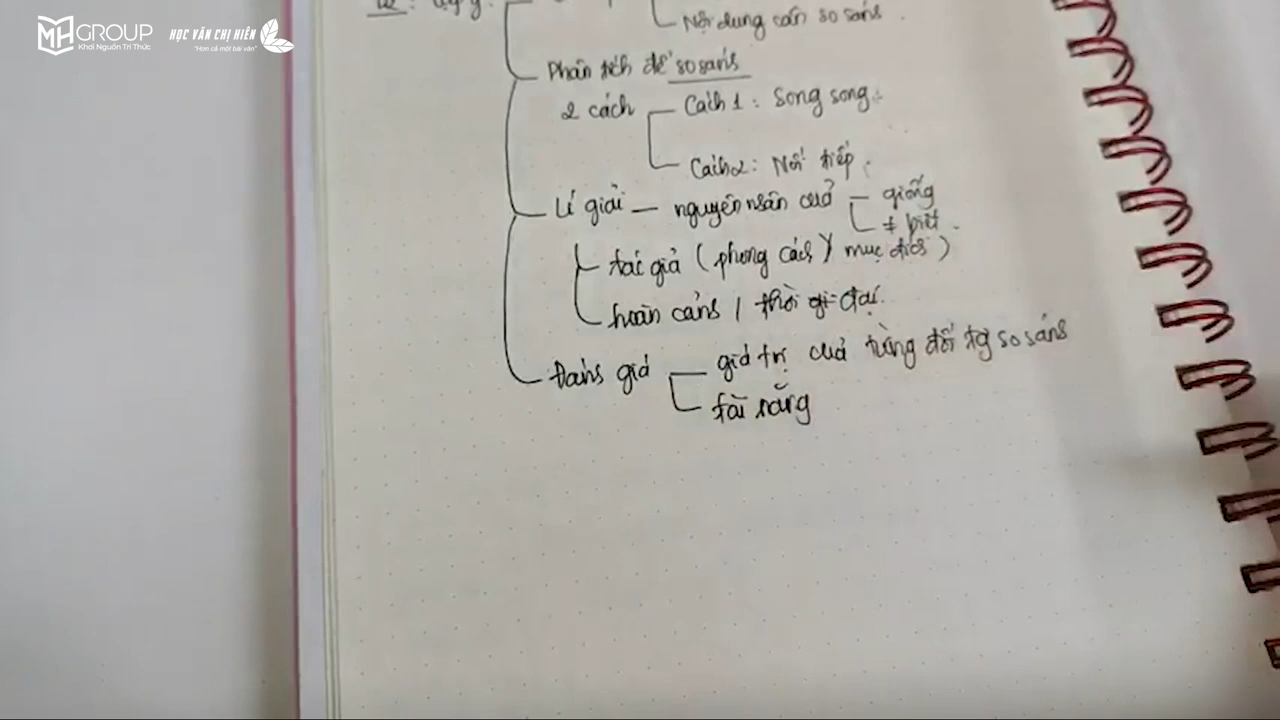 MH GROUP
Khơi Nguồn Tri Thức
HỌC VĂN CHỊ HIÊN
"Hơn cả một bài văn"
Nội dung cần so sánh.
Phân tích để so sánh
2 cách
Cách 1: Song song.
Cách 2: Nối tiếp.
Lí giải — nguyên nhân của
giống
≠ biệt.
tác giả (phong cách / mục đích)
hoàn cảnh / thời đại.
Đánh giá
giá trị của từng đối tg so sánh
tài năng